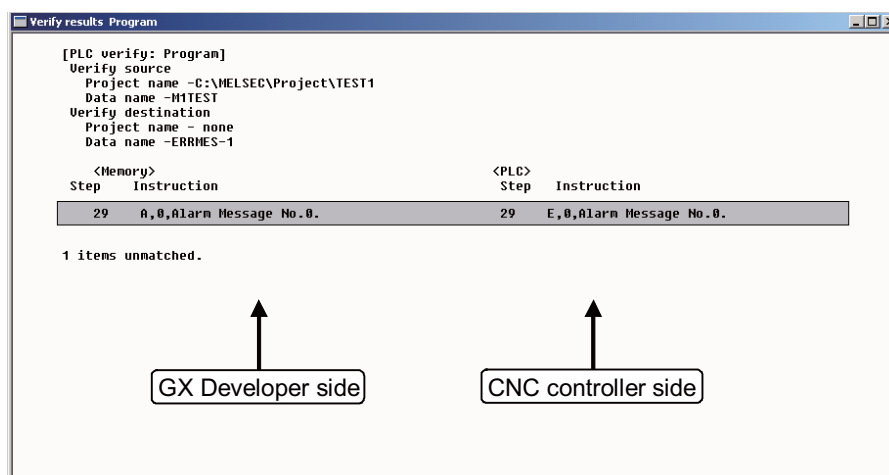 Verify results Program
[PLC verify: Program]
Verify source
Project name -C:\MELSEC\Project\TEST1
Data name -M1TEST
Verify destination
Project name - none
Data name -ERRMES-1
<Memory> <PLC>
Step Instruction Step Instruction
29 A,0,Alarm Message No.0. 29 E,0,Alarm Message No.0.
1 items unmatched.
GX Developer side CNC controller side